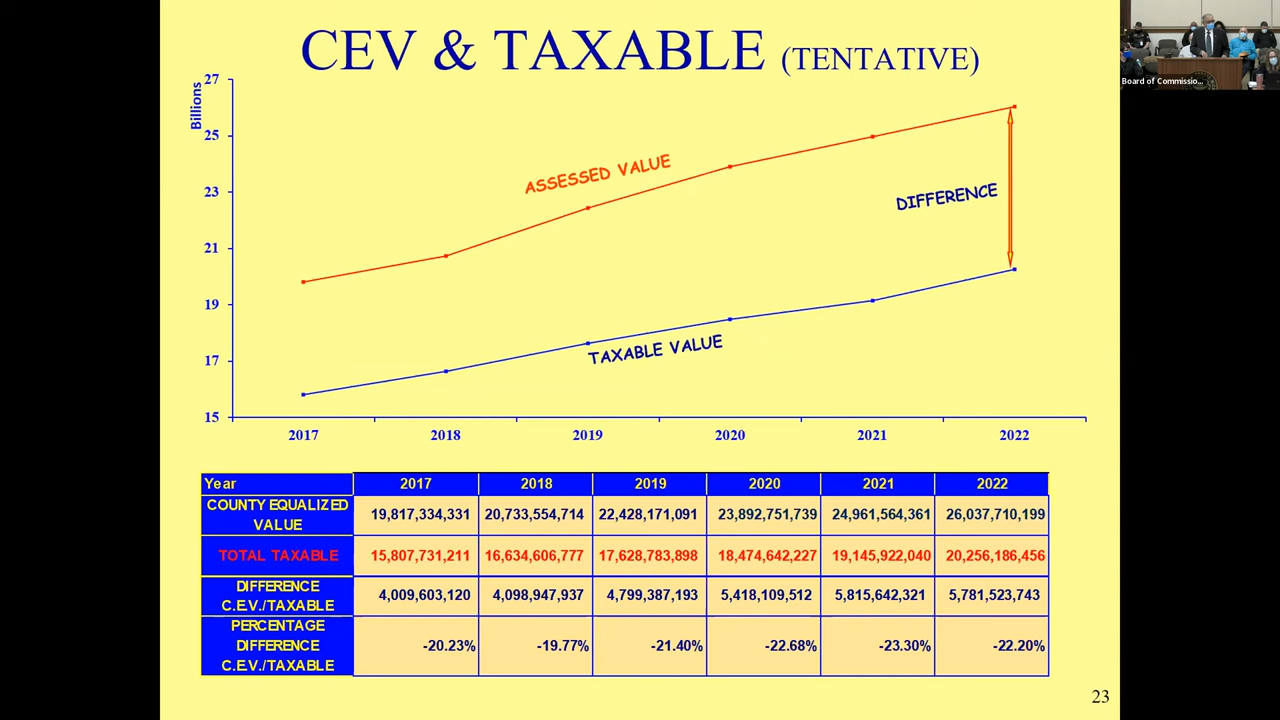 CEV & TAXABLE (TENTATIVE)
Board of Commissio...
Billions
27
25
23
21
19
17
15
ASSESSED VALUE
DIFFERENCE
TAXABLE VALUE
2017 2018 2019 2020 2021 2022
Year 2017 2018 2019 2020 2021 2022
COUNTY EQUALIZED
VALUE
19,817,334,331 20,733,554,714 22,428,171,091 23,892,751,739 24,961,564,361 26,037,710,199
TOTAL TAXABLE 15,807,731,211 16,634,606,777 17,628,783,898 18,474,642,227 19,145,922,040 20,256,186,456
DIFFERENCE
C.E.V./TAXABLE
4,009,603,120 4,098,947,937 4,799,387,193 5,418,109,512 5,815,642,321 5,781,523,743
PERCENTAGE
DIFFERENCE
C.E.V./TAXABLE
-20.23% -19.77% -21.40% -22.68% -23.30% -22.20%
23